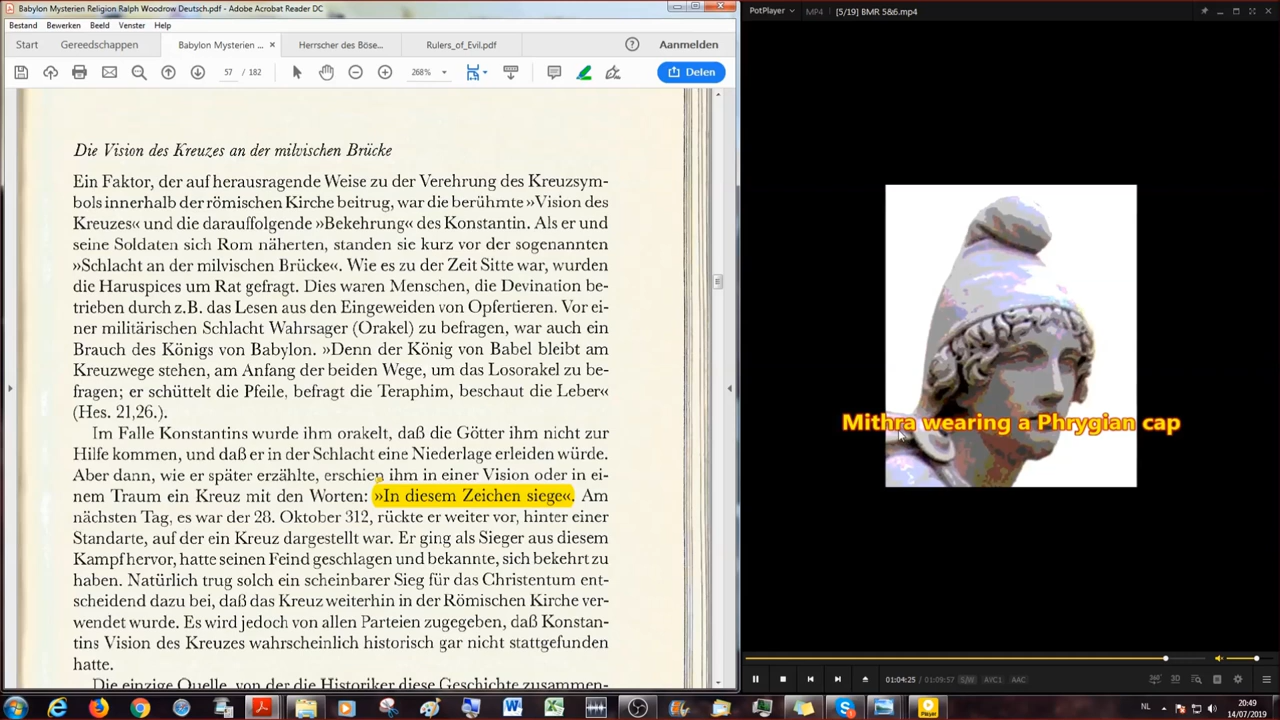 Babylon Mysterien Religion Ralph Woodrow Deutsch.pdf - Adobe Acrobat Reader DC
Bestand Bewerken Beeld Venster Help
Start Gereedschappen Babylon Mysterien ... × Herrscher des Böse... Rulers_of_Evil.pdf Aanmelden
57 / 182 268% Delen
Die Vision des Kreuzes an der milvischen Brücke
Ein Faktor, der auf herausragende Weise zu der Verehrung des Kreuzsym-
bols innerhalb der römischen Kirche beitrug, war die berühmte »Vision des
Kreuzes« und die darauffolgende »Bekehrung« des Konstantin. Als er und
seine Soldaten sich Rom näherten, standen sie kurz vor der sogenannten
»Schlacht an der milvischen Brücke«. Wie es zu der Zeit Sitte war, wurden
die Haruspices um Rat gefragt. Dies waren Menschen, die Devination be-
trieben durch z.B. das Lesen aus den Eingeweiden von Opfertieren. Vor ei-
ner militärischen Schlacht Wahrsager (Orakel) zu befragen, war auch ein
Brauch des Königs von Babylon. »Denn der König von Babel bleibt am
Kreuzwege stehen, am Anfang der beiden Wege, um das Losorakel zu be-
fragen; er schüttelt die Pfeile, befragt die Teraphim, beschaut die Leber«
(Hes. 21,26.).
Im Falle Konstantins wurde ihm orakelt, daß die Götter ihm nicht zur
Hilfe kommen, und daß er in der Schlacht eine Niederlage erleiden würde.
Aber dann, wie er später erzählte, erschien ihm in einer Vision oder in ei-
nem Traum ein Kreuz mit den Worten: »In diesem Zeichen siege«. Am
nächsten Tag, es war der 28. Oktober 312, rückte er weiter vor, hinter einer
Standarte, auf der ein Kreuz dargestellt war. Er ging als Sieger aus diesem
Kampf hervor, hatte seinen Feind geschlagen und bekannte, sich bekehrt zu
haben. Natürlich trug solch ein scheinbarer Sieg für das Christentum ent-
scheidend dazu bei, daß das Kreuz weiterhin in der Römischen Kirche ver-
wendet wurde. Es wird jedoch von allen Parteien zugegeben, daß Konstan-
tins Vision des Kreuzes wahrscheinlich historisch gar nicht stattgefunden
hatte.
Die einzige Quelle, von der die Historiker diese Geschichte zusammen-
PotPlayer MP4 [5/19] BMR 5&6.mp4
Mithra wearing a Phrygian cap
01:04:25 / 01:09:57 S/W AVC1 AAC
NL 20:49
14/07/2019